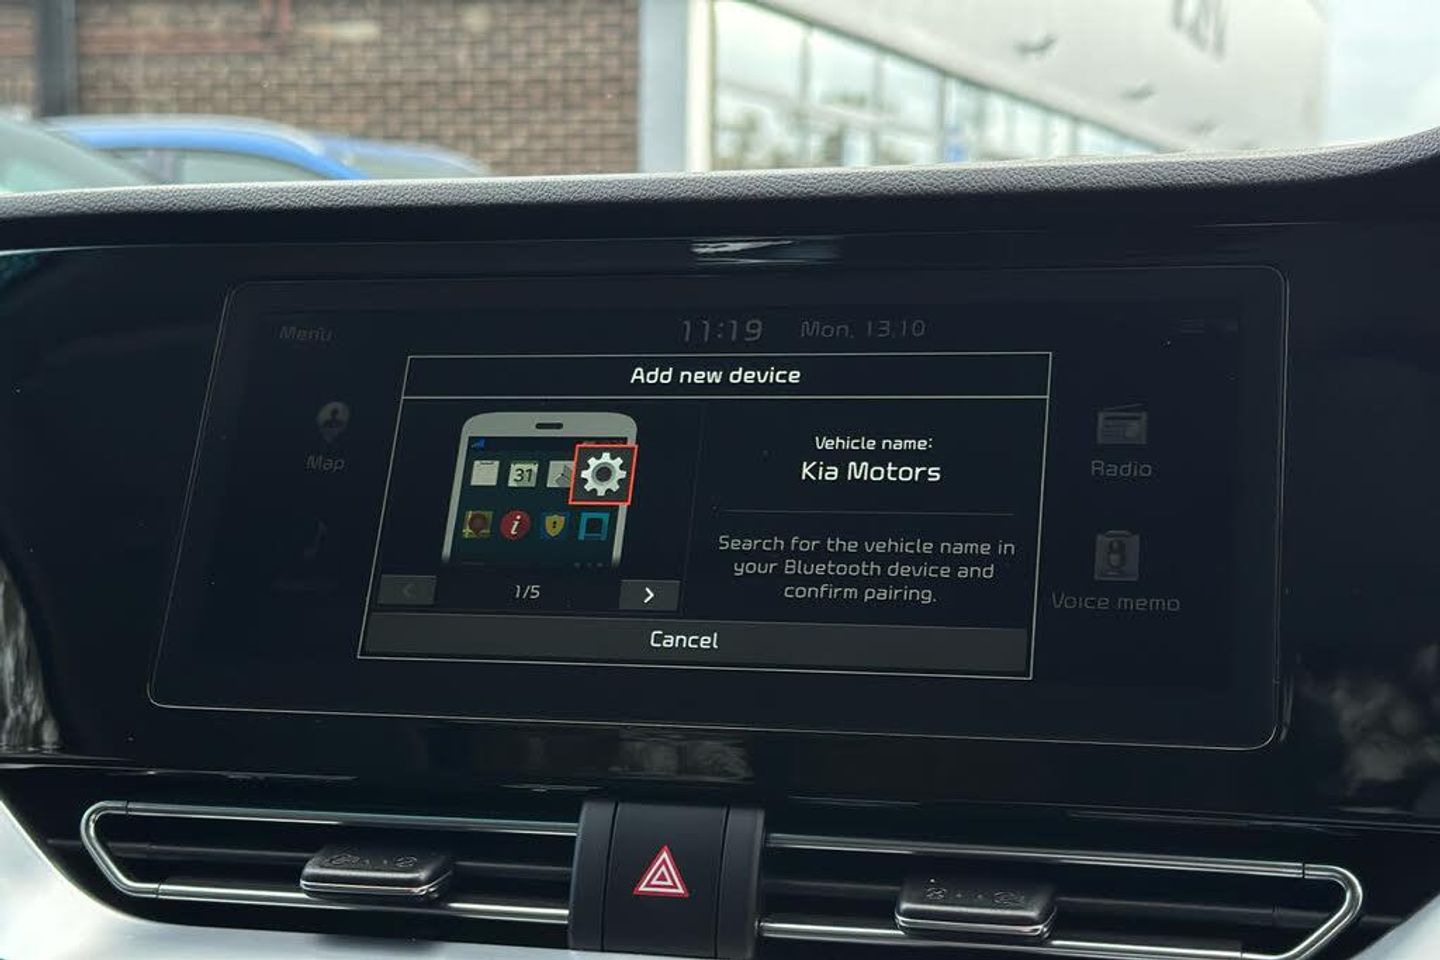 Menu
11:19 Mon, 13.10
Add new device
31
Vehicle name:
Kia Motors
Map
Radio
Search for the vehicle name in
your Bluetooth device and
confirm pairing.
i
1/5
Voice memo
Cancel